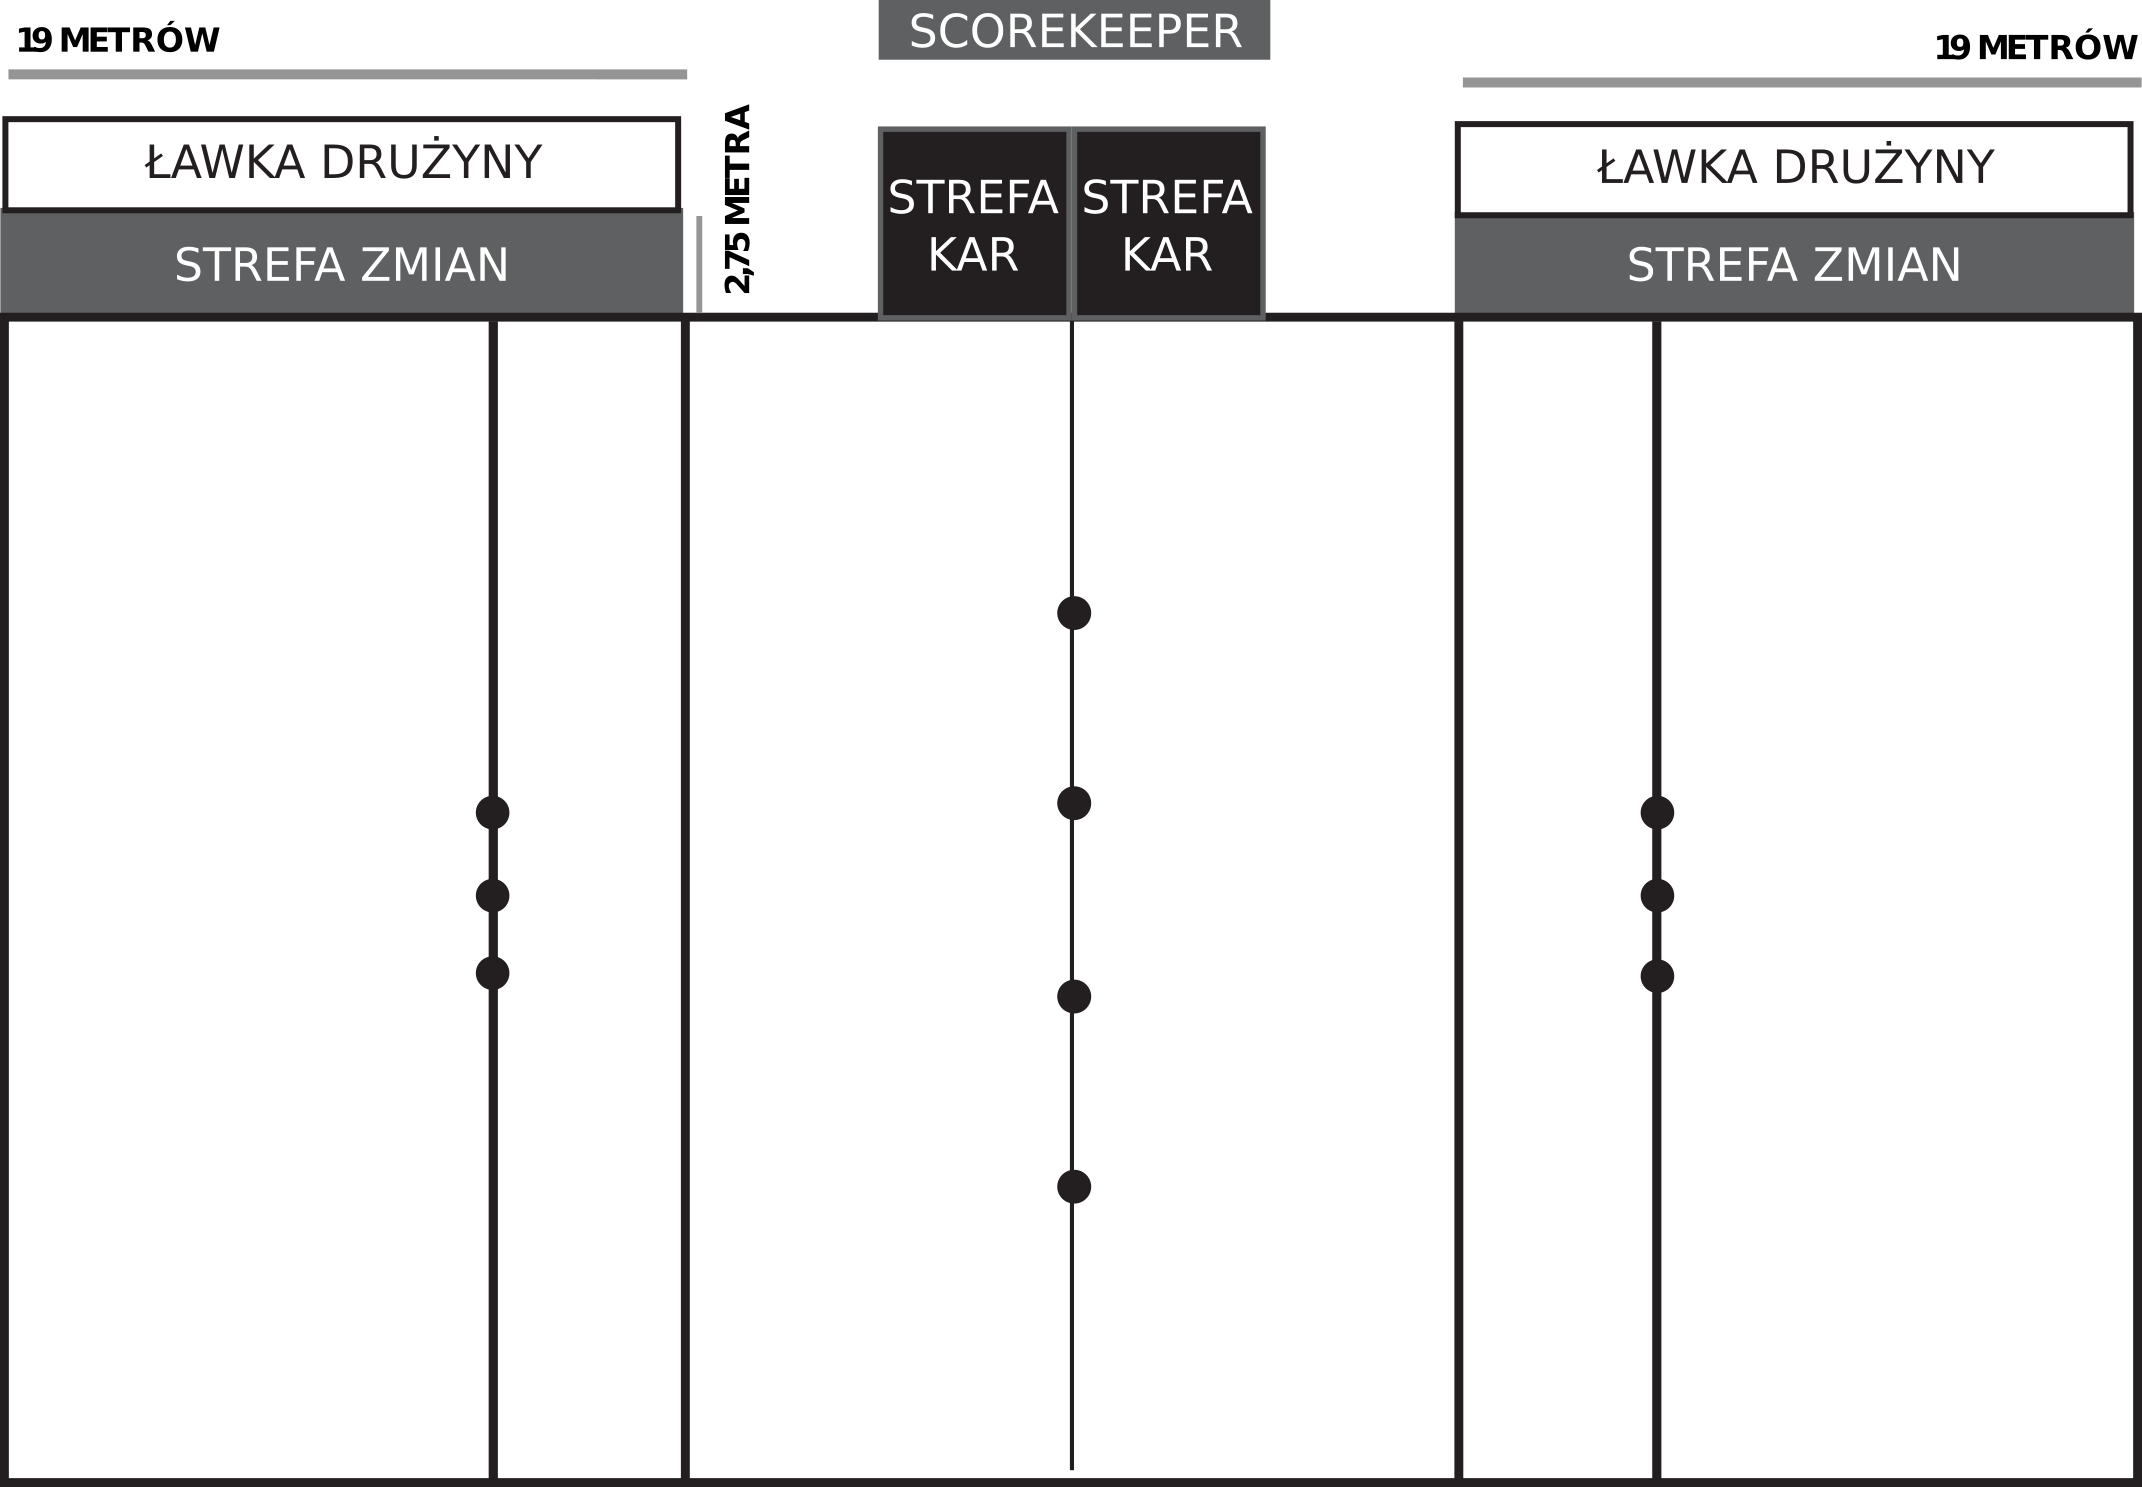 SCOREKEEPER
19 METRÓW
19 METRÓW
ŁAWKA DRUŻYNY
2,75 METRA
STREFA
KAR
STREFA
KAR
ŁAWKA DRUŻYNY
STREFA ZMIAN
STREFA ZMIAN